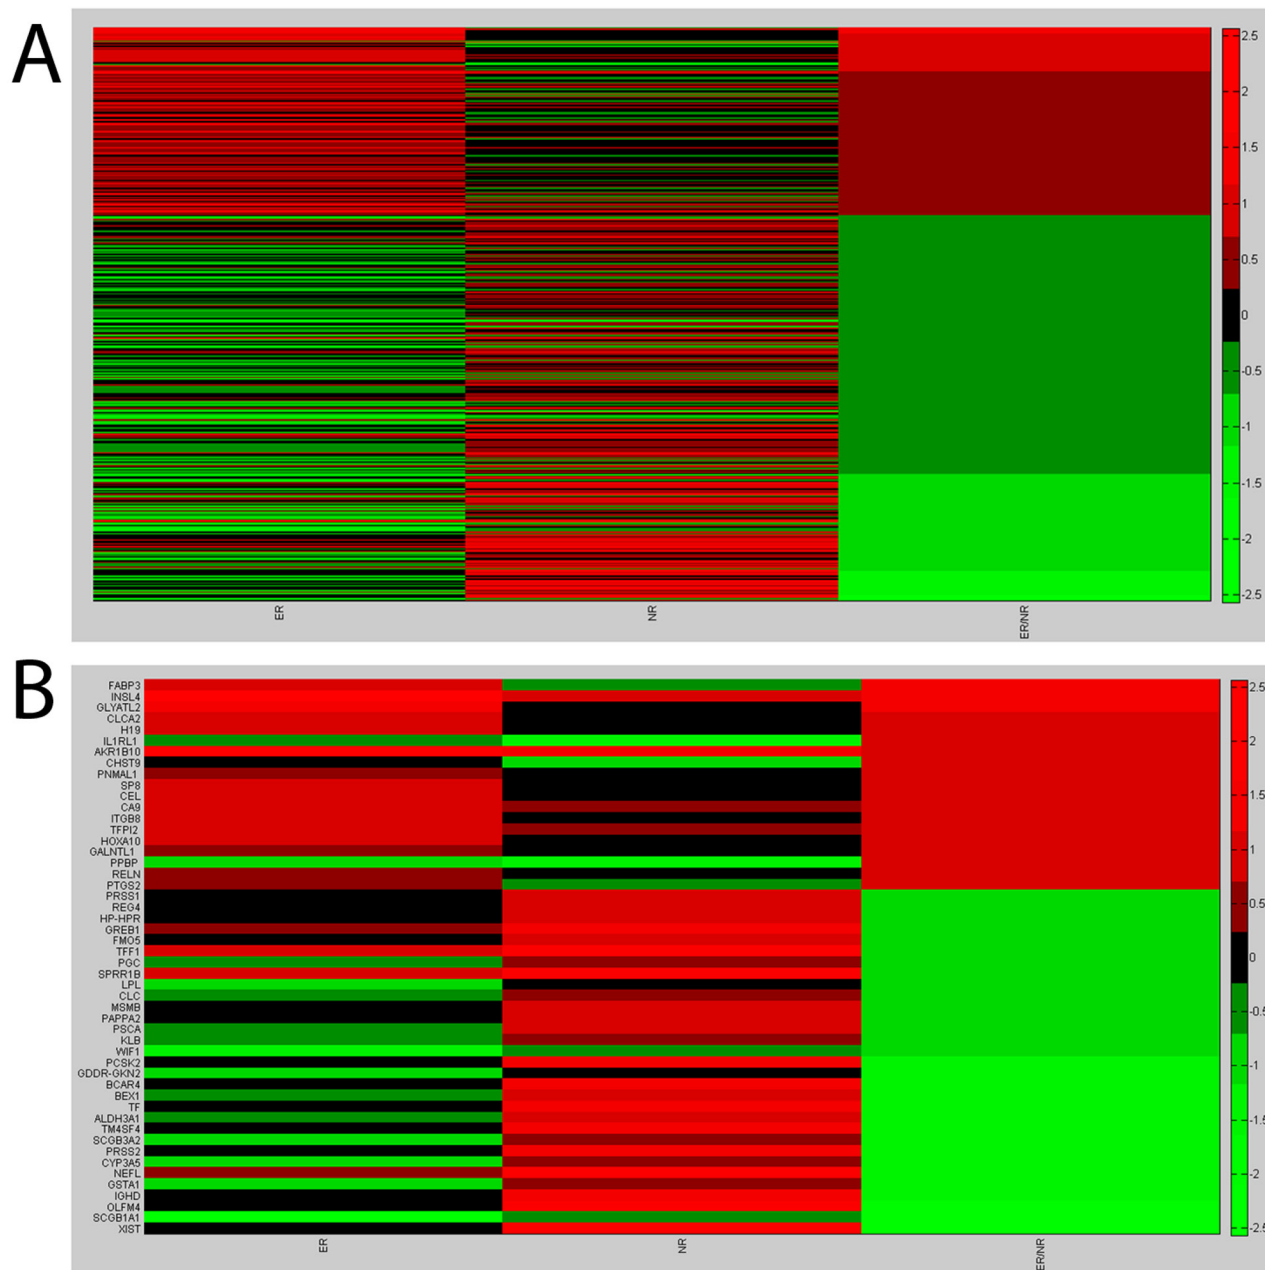 A
2.5
2
1.5
1
0.5
0
-0.5
-1
-1.5
-2
-2.5
ER
NR
ER/NR
B
FABP3
INSL4
GLYATL2
CLCA2
H19
IL1RL1
AKR1B10
CHST9
PNMAL1
SP8
CEL
CA9
ITGB8
TFPI2
HOXA10
GALNTL1
PPBP
RELN
PTGS2
PRSS1
REG4
HP-HPR
GREB1
FMO5
TFF1
PGC
SPRR1B
LPL
CLC
MSMB
PAPPA2
PSCA
KLB
WIF1
PCSK2
GDDR-GKN2
BCAR4
BEX1
TF
ALDH3A1
TM4SF4
SCGB3A2
PRSS2
CYP3A5
NEFL
GSTA1
IGHD
OLFM4
SCGB1A1
XIST
2.5
2
1.5
1
0.5
0
-0.5
-1
-1.5
-2
-2.5
ER
NR
ER/NR